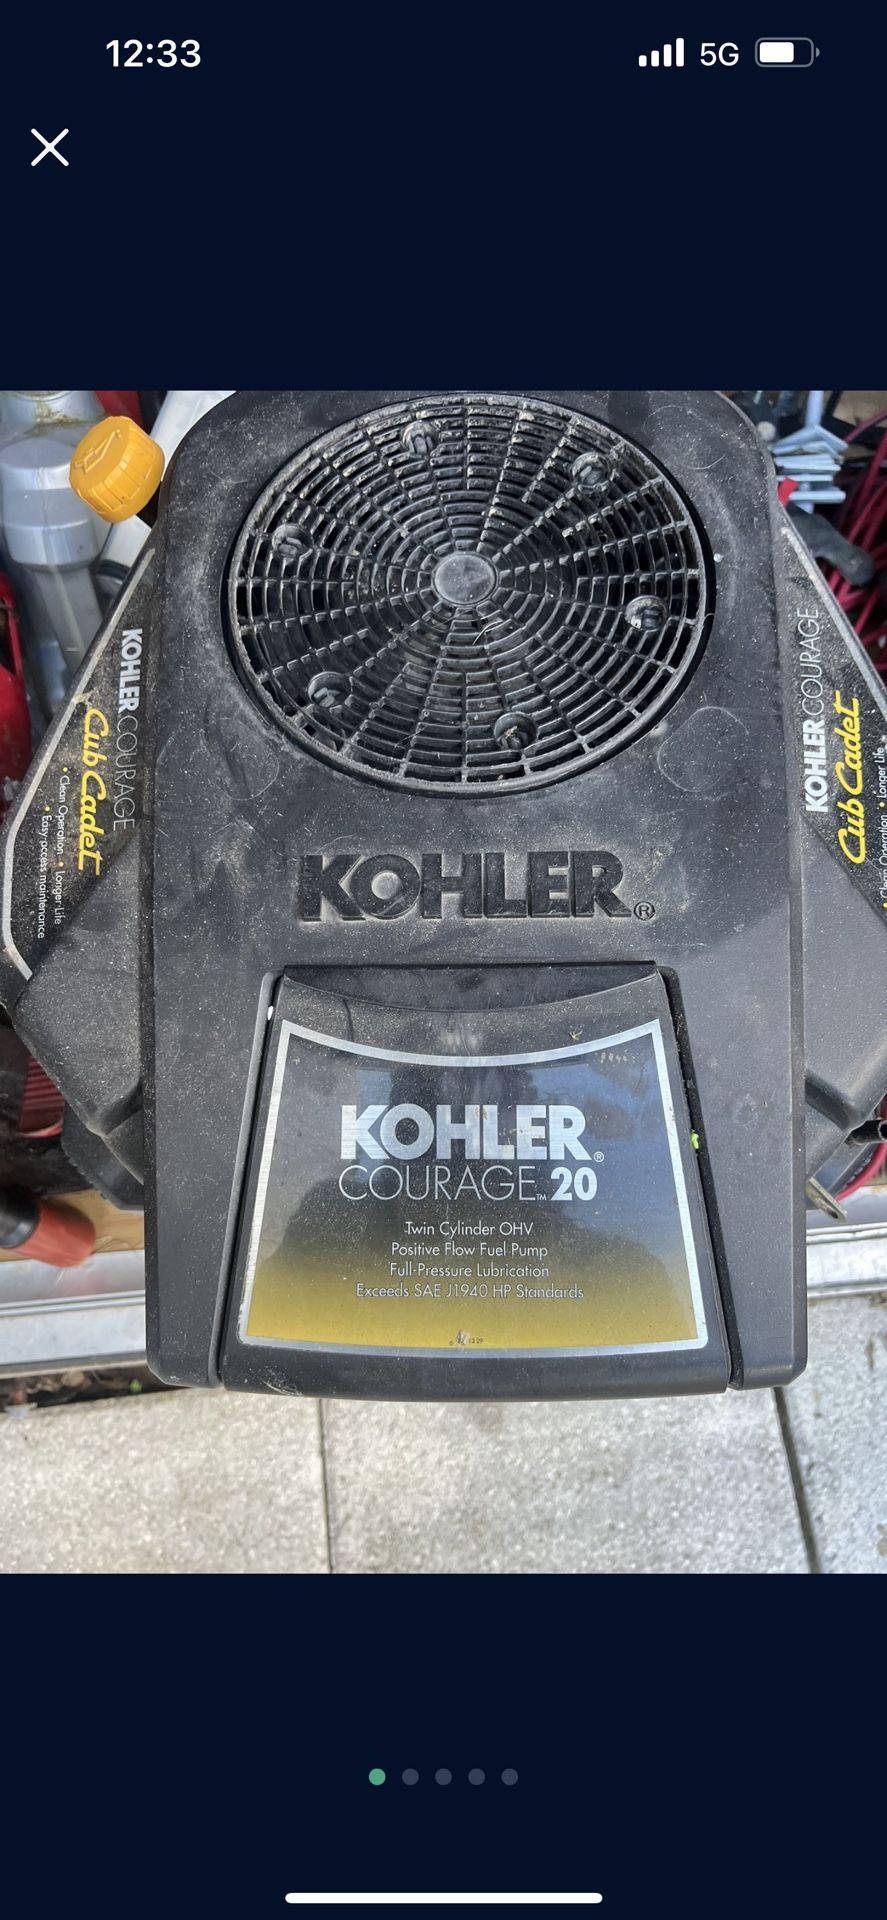 12:33
5G
KOHLER COURAGE
Cub Cadet
• Clean Operation • Longer Life
• Easy-access maintenance
KOHLER COURAGE
Cub Cadet
• Clean Operation • Longer Life
KOHLER®
KOHLER®
COURAGE™ 20
Twin Cylinder OHV
Positive Flow Fuel Pump
Full-Pressure Lubrication
Exceeds SAE J1940 HP Standards